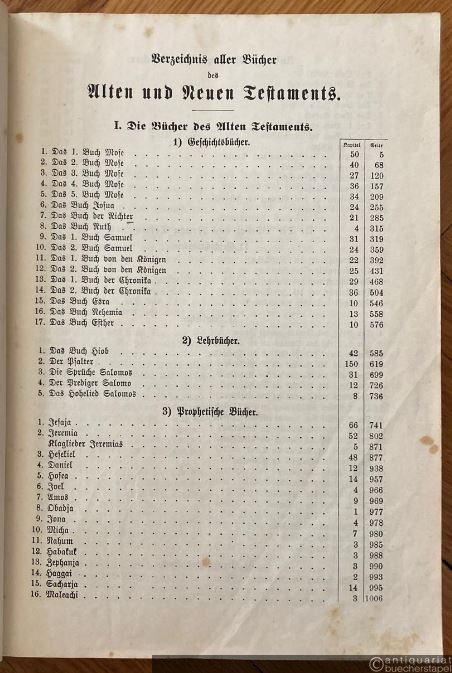 Verzeichnis aller Bücher
des
Alten und Neuen Testaments.
I. Die Bücher des Alten Testaments.
1) Geschichtsbücher.
Kapitel Seite
1. Das 1. Buch Mose 50 5
2. Das 2. Buch Mose 40 68
3. Das 3. Buch Mose 27 120
4. Das 4. Buch Mose 36 157
5. Das 5. Buch Mose 34 209
6. Das Buch Josua 24 255
7. Das Buch der Richter 21 285
8. Das Buch Ruth 4 315
9. Das 1. Buch Samuel 31 319
10. Das 2. Buch Samuel 24 359
11. Das 1. Buch von den Königen 22 392
12. Das 2. Buch von den Königen 25 431
13. Das 1. Buch der Chronika 29 468
14. Das 2. Buch der Chronika 36 504
15. Das Buch Esra 10 546
16. Das Buch Nehemia 13 558
17. Das Buch Esther 10 576
2) Lehrbücher.
1. Das Buch Hiob 42 585
2. Der Psalter 150 619
3. Die Sprüche Salomos 31 699
4. Der Prediger Salomo 12 726
5. Das Hohelied Salomos 8 736
3) Prophetische Bücher.
1. Jesaja 66 741
2. Jeremia 52 802
Klaglieder Jeremias 5 871
3. Hesekiel 48 877
4. Daniel 12 938
5. Hosea 14 957
6. Joel 4 966
7. Amos 9 969
8. Obadja 1 977
9. Jona 4 978
10. Micha 7 980
11. Nahum 3 985
12. Habakuk 3 988
13. Zephanja 3 990
14. Haggai 2 993
15. Sacharja 14 995
16. Maleachi 3 1006
©antiquariat
buecherstapel